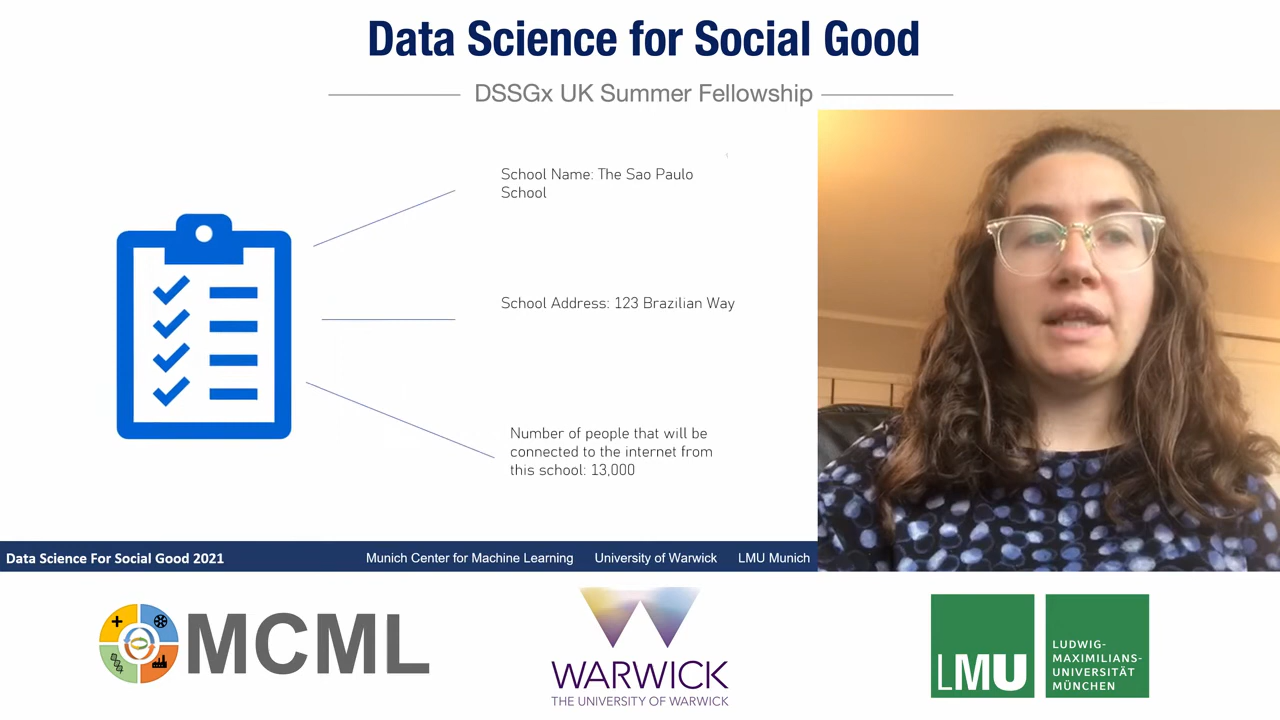 Data Science for Social Good
DSSGx UK Summer Fellowship
School Name: The Sao Paulo
School
School Address: 123 Brazilian Way
Number of people that will be
connected to the internet from
this school: 13,000
Data Science For Social Good 2021
Munich Center for Machine Learning
University of Warwick
LMU Munich
MCML
WARWICK
THE UNIVERSITY OF WARWICK
LMU
LUDWIG-
MAXIMILIANS-
UNIVERSITÄT
MÜNCHEN